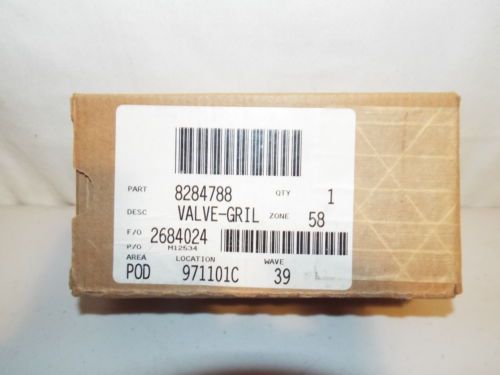 PART 8284788 QTY 1
DESC VALVE-GRIL ZONE 58
F/O 2684024
P/O M12534
AREA LOCATION WAVE
POD 971101C 39